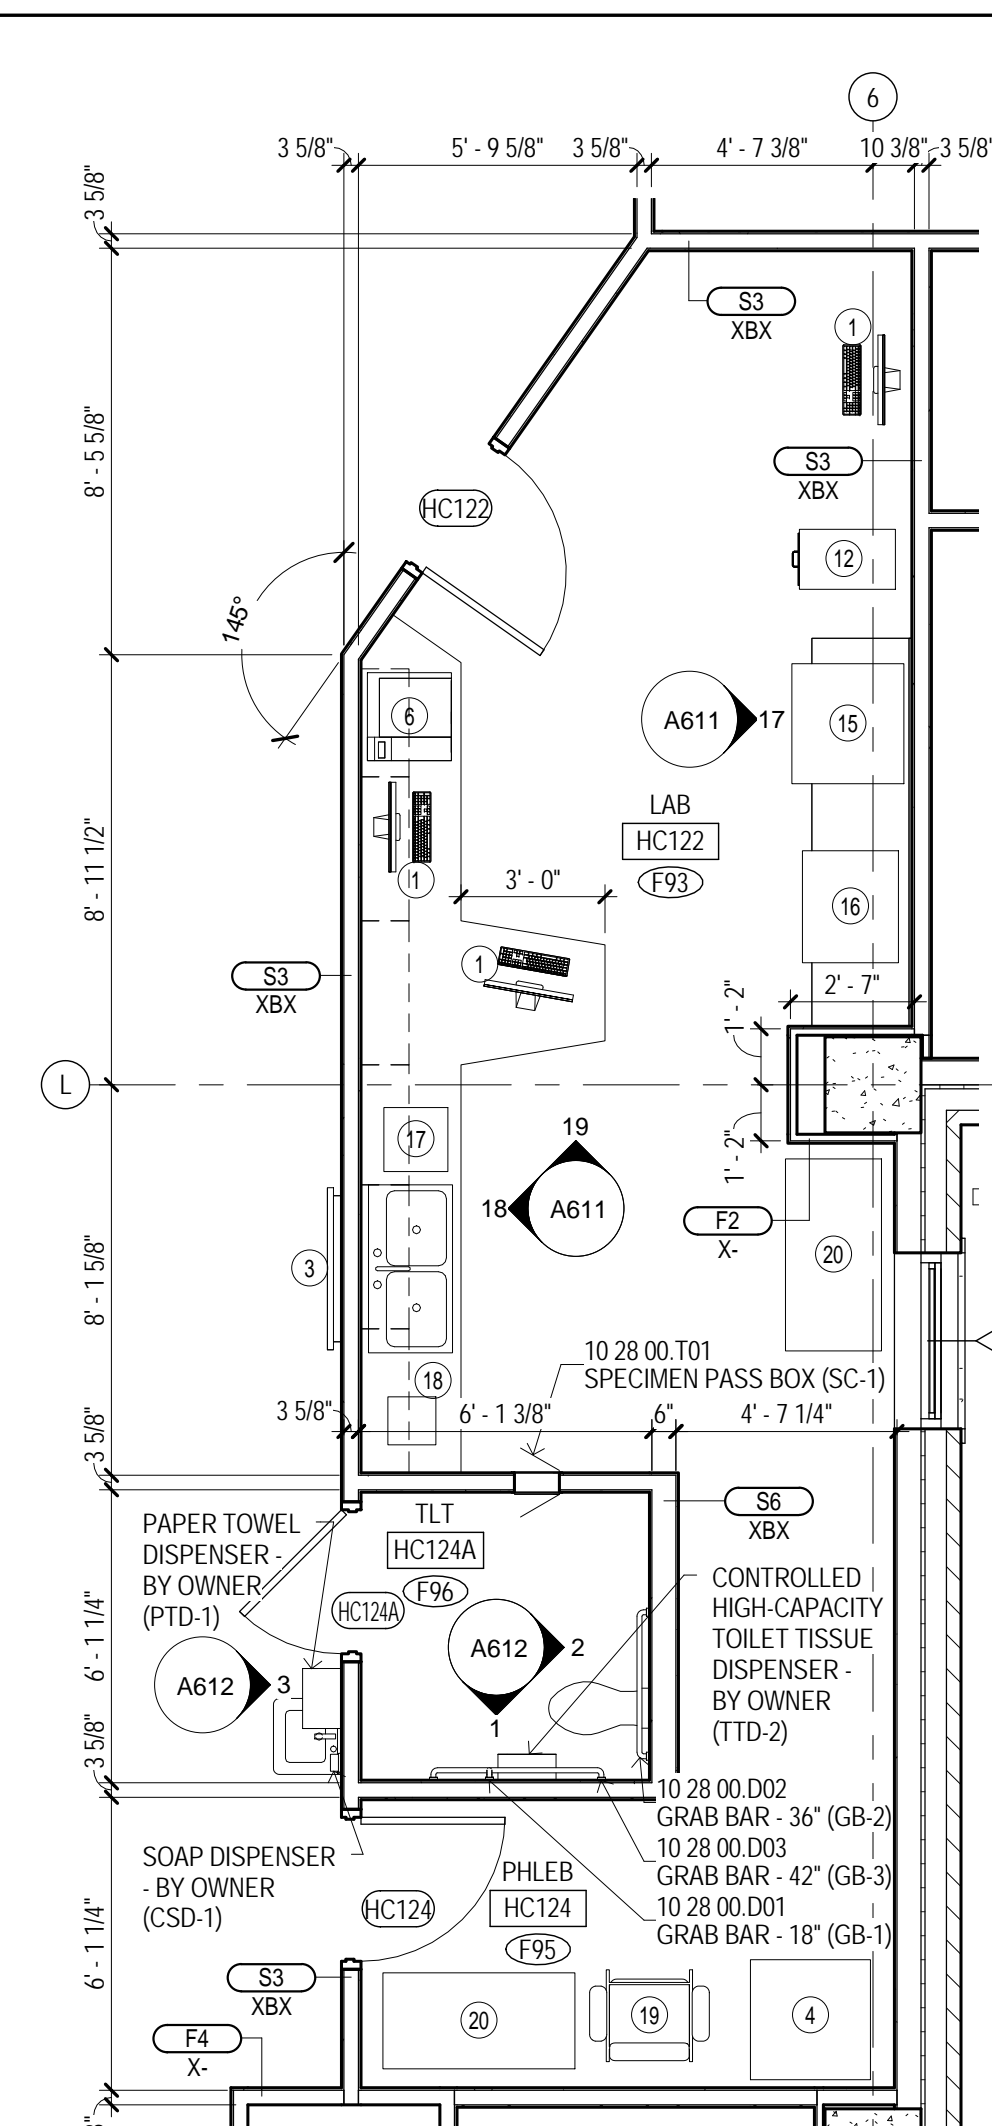 6
3 5/8"
5' - 9 5/8"
3 5/8"
4' - 7 3/8"
10 3/8"
3 5/8"
3 5/8"
S3
XBX
1
8' - 5 5/8"
S3
XBX
HC122
12
145°
6
A611
17
15
LAB
HC122
F93
8' - 11 1/2"
1
3' - 0"
16
1
S3
XBX
2' - 7"
1' - 2"
L
17
19
18
A611
1' - 2"
F2
X-
20
3
8' - 1 5/8"
10 28 00.T01
SPECIMEN PASS BOX (SC-1)
18
3 5/8"
6' - 1 3/8"
6"
4' - 7 1/4"
3 5/8"
S6
XBX
PAPER TOWEL
DISPENSER -
BY OWNER
(PTD-1)
TLT
HC124A
F96
HC124A
CONTROLLED
HIGH-CAPACITY
TOILET TISSUE
DISPENSER -
BY OWNER
(TTD-2)
6' - 1 1/4"
A612
2
1
A612
3
3 5/8"
10 28 00.D02
GRAB BAR - 36" (GB-2)
10 28 00.D03
GRAB BAR - 42" (GB-3)
10 28 00.D01
GRAB BAR - 18" (GB-1)
SOAP DISPENSER
- BY OWNER
(CSD-1)
PHLEB
HC124
F95
HC124
6' - 1 1/4"
S3
XBX
20
19
4
F4
X-